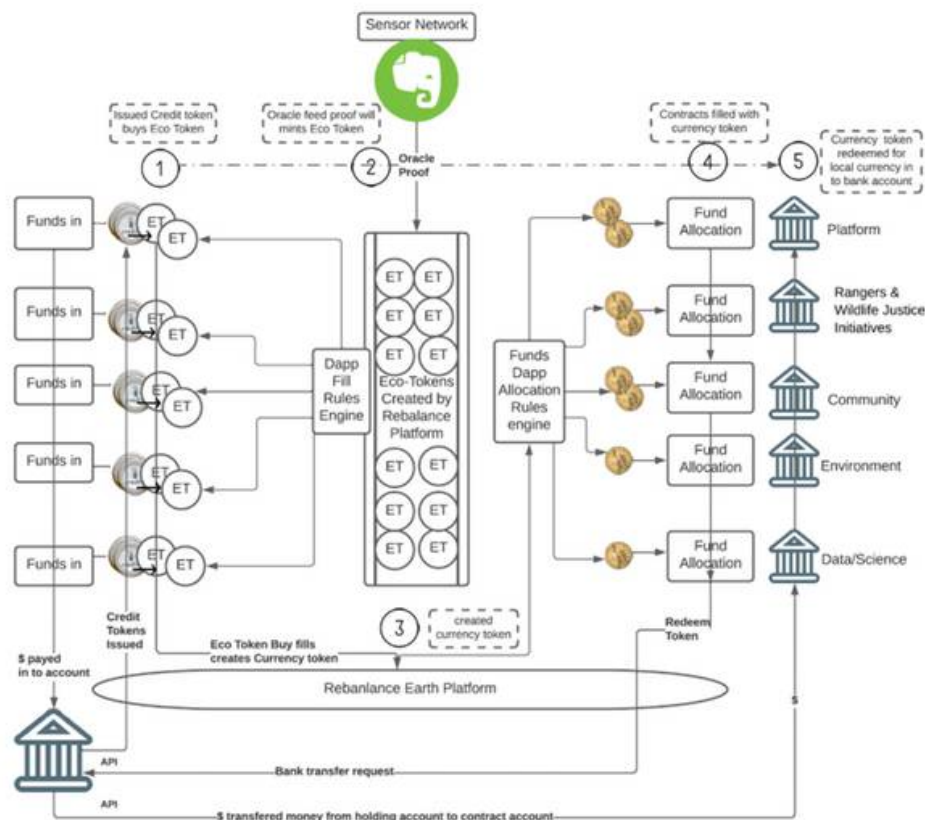 Sensor Network
Issued Credit token
buys Eco Token
Oracle feed proof will
mints Eco Token
Contracts filled with
currency token
Currency token
redeemed for
local currency in
to bank account
1
2
4
5
Oracle
Proof
Funds in
ET
ET
Fund
Allocation
Platform
ET
ET
ET
ET
ET
ET
Funds in
ET
ET
Fund
Allocation
Rangers &
Wildlife Justice
Initiatives
Dapp
Fill
Rules
Engine
Eco-Tokens
Created by
Rebalance
Platform
Funds
Dapp
Allocation
Rules
engine
Funds in
ET
ET
Fund
Allocation
Community
Funds in
ET
ET
Fund
Allocation
Environment
ET
ET
ET
ET
ET
ET
Funds in
ET
ET
Fund
Allocation
Data/Science
3
created
currency token
Credit
Tokens
Issued
Redeem
Token
Eco Token Buy fills
creates Currency token
$ payed
in to account
Rebanlance Earth Platform
$
API
Bank transfer request
API
$ transfered money from holding account to contract account